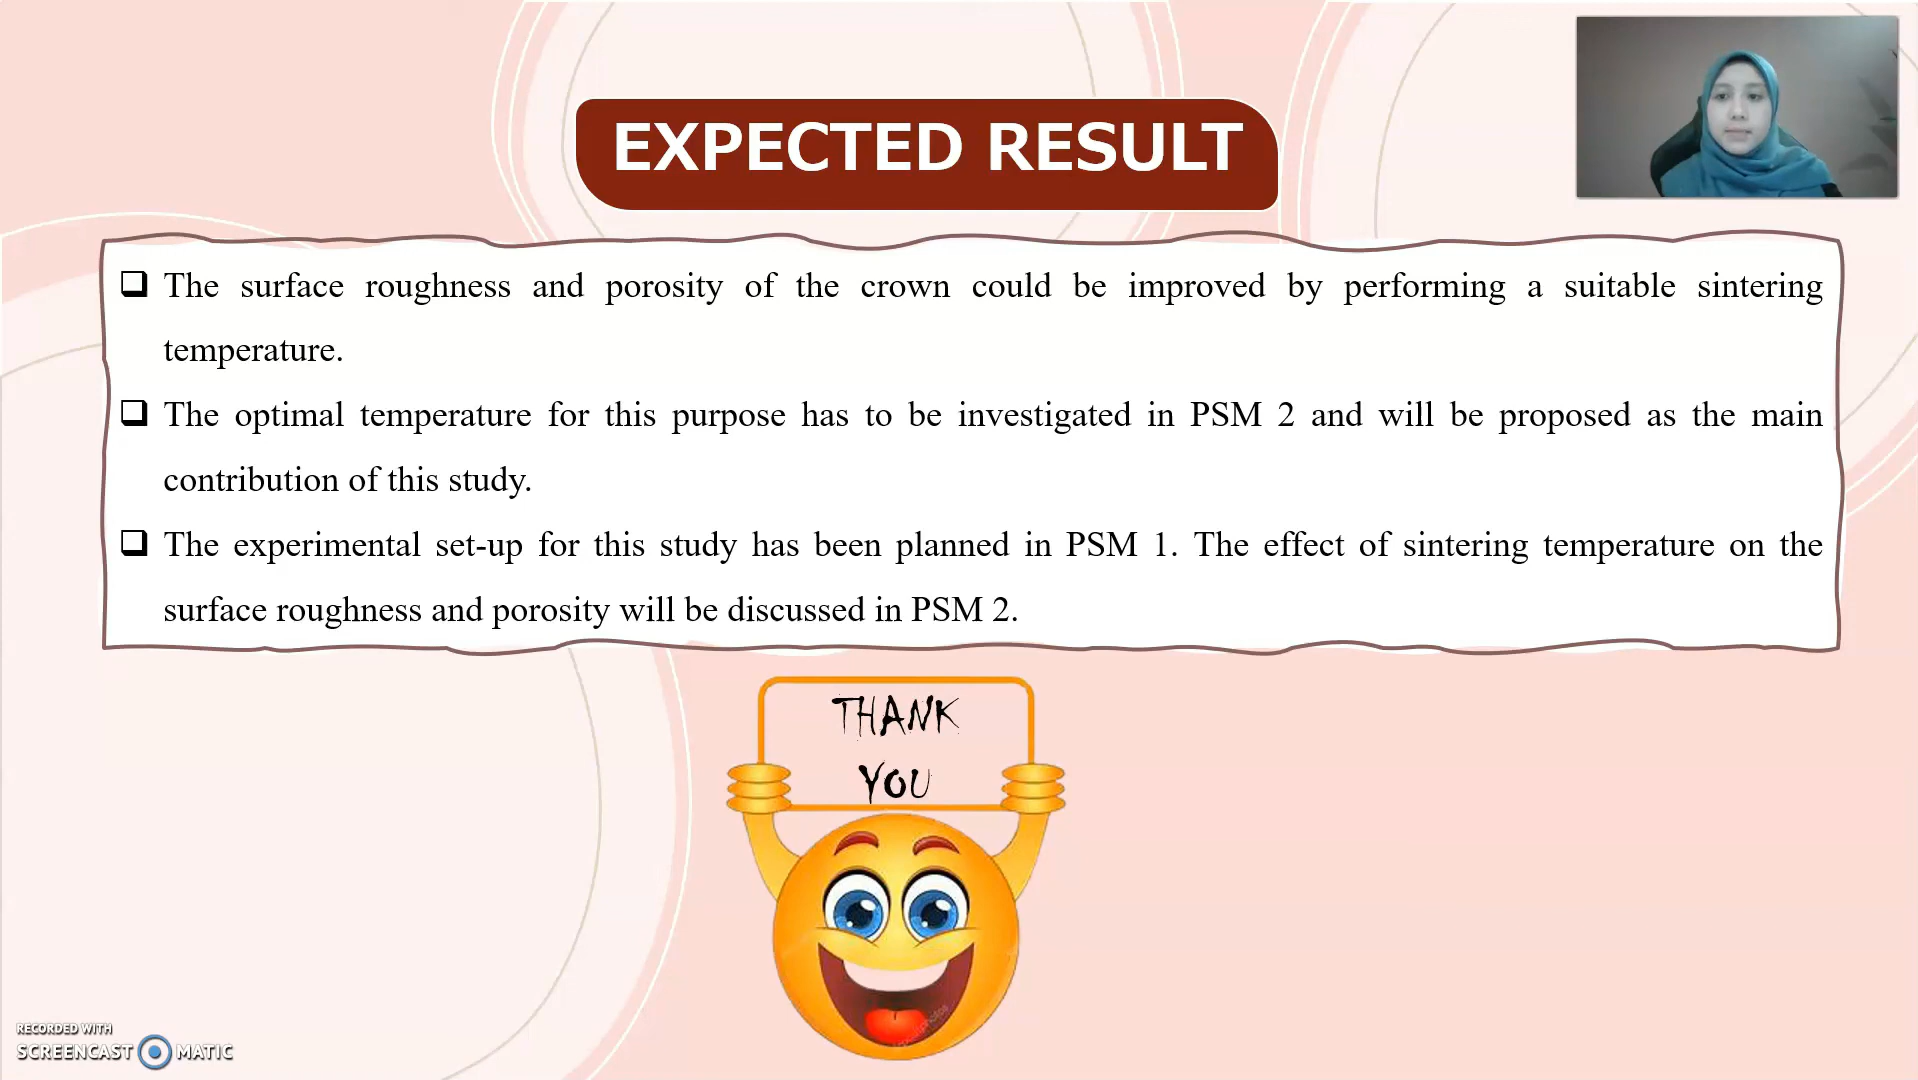 EXPECTED RESULT
❑ The surface roughness and porosity of the crown could be improved by performing a suitable sintering
temperature.
❑ The optimal temperature for this purpose has to be investigated in PSM 2 and will be proposed as the main
contribution of this study.
❑ The experimental set-up for this study has been planned in PSM 1. The effect of sintering temperature on the
surface roughness and porosity will be discussed in PSM 2.
THANK
YOU
RECORDED WITH
SCREENCAST MATIC